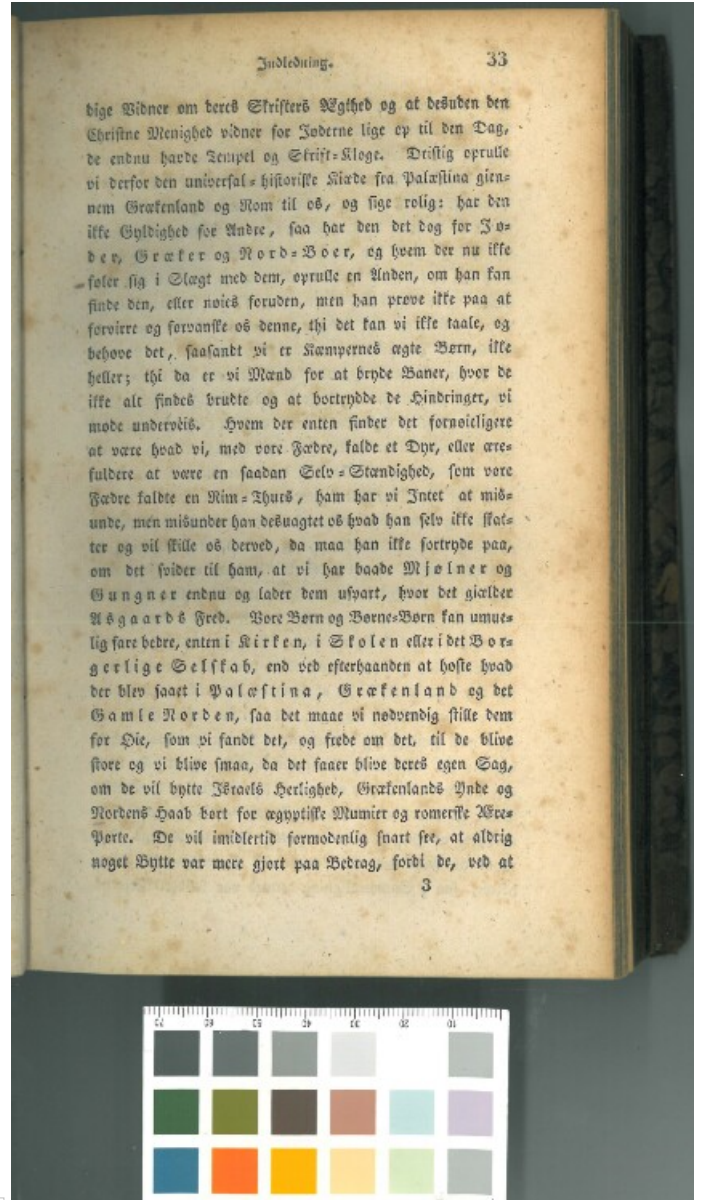 Indledning. 33
dige Vidner om deres Skrifters Ægthed og at desuden den
Christne Menighed vidner for Jøderne lige op til den Dag,
de endnu havde Tempel og Skrift-Kloge. Dristig oprulle
vi derfor den universal-historiske Kiæde fra Palæstina gien-
nem Grækenland og Rom til os, og sige rolig: har den
ikke Gyldighed for Andre, saa har den det dog for Jø-
der, Græker og Nord-Boer, og hvem der nu ikke
føler sig i Slægt med dem, oprulle en Anden, om han kan
finde den, eller nøies foruden, men han prøve ikke paa at
forvirre og forvanske os denne, thi det kan vi ikke taale, og
behøve det, saasandt vi er Kæmpernes ægte Børn, ikke
heller; thi da er vi Mænd for at bryde Baner, hvor de
ikke alt findes brudte og at bortrydde de Hindringer, vi
møde undervéis. Hvem der enten finder det fornøieligere
at være hvad vi, med vore Fædre, kaldt et Dyr, eller ære-
fuldere at være en saadan Selv-Stændighed, som vore
Fædre kaldte en Rim-Thurs, ham har vi Intet at mis-
unde, men misunder han desuagtet os hvad han selv ikke skat-
ter og vil skille os derved, da maa han ikke fortryde paa,
om det svider til ham, at vi har baade Mjølner og
Gungner endnu og lader dem uspart, hvor det giælder
Asgaards Fred. Vore Børn og Børne-Børn kan umue-
lig fare bedre, enten i Kirken, i Skolen eller i det Bor-
gerlige Selskab, end ved efterhaanden at høste hvad
der blev saaet i Palæstina, Grækenland og det
Gamle Norden, saa det maae vi nødvendig stille dem
for Øie, som vi fandt det, og frede om det, til de blive
store og vi blive smaa, da det faaer blive deres egen Sag,
om de vil bytte Israels Herlighed, Grækenlands Ynde og
Nordens Haab bort for ægyptiske Mumier og romerske Ære-
Porte. De vil imidlertid formodenlig snart see, at aldrig
noget Bytte var mere gjort paa Bedrag, fordi de, ved at
3